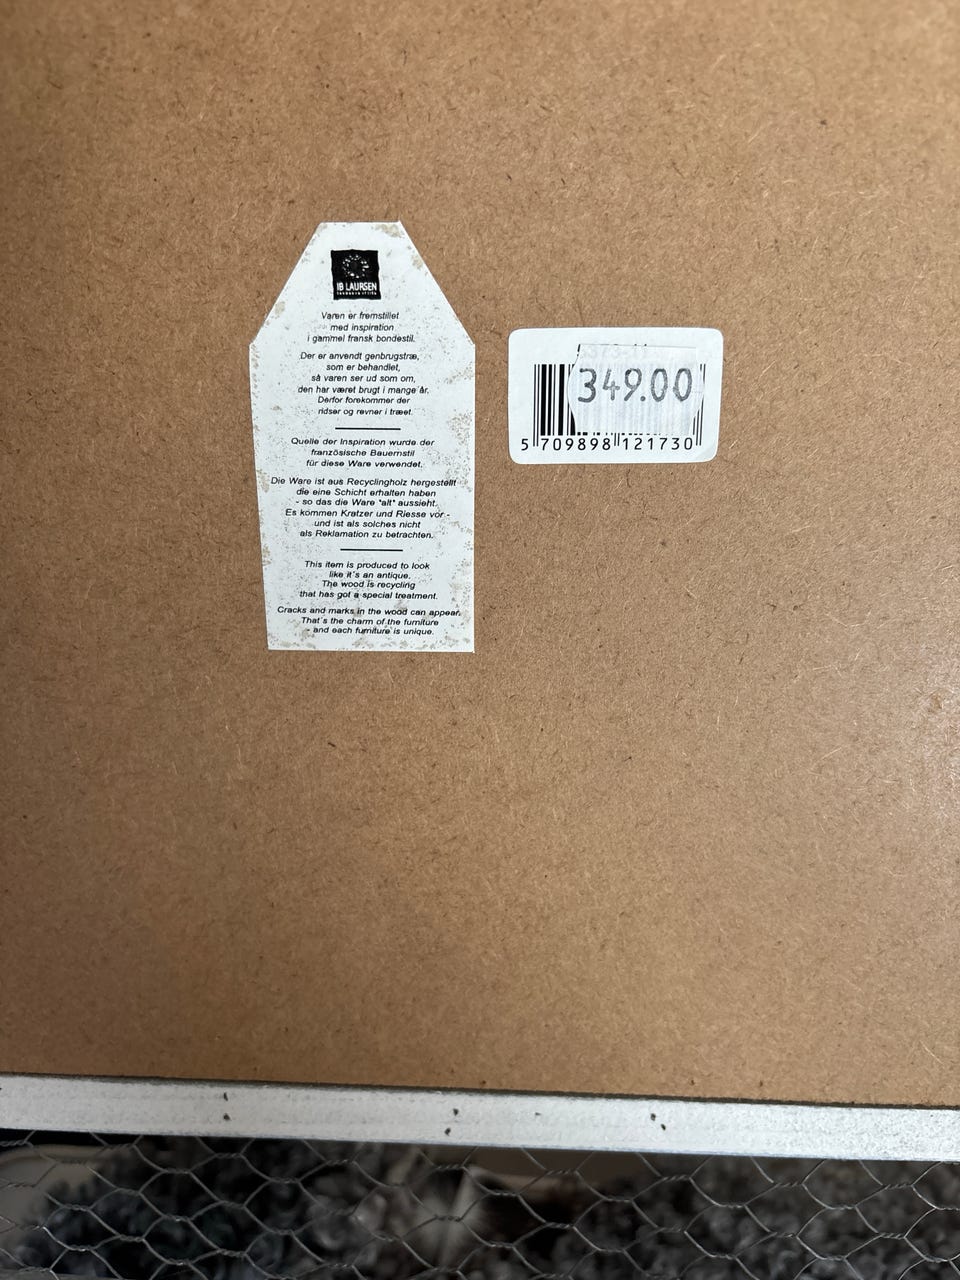 IB LAURSEN
Varen er fremstillet
med inspiration
i gammel fransk bondestil.
Der er anvendt genbrugstræ,
som er behandlet,
så varen ser ud som om,
den har været brugt i mange år.
Derfor forekommer der
ridser og revner i træet.
Quelle der Inspiration wurde der
französische Bauernstil
für diese Ware verwendet.
Die Ware ist aus Recyclingholz hergestellt
die eine Schicht erhalten haben
- so das die Ware "alt" aussieht.
Es kommen Kratzer und Riesse vor -
und ist als solches nicht
als Reklamation zu betrachten.
This item is produced to look
like it's an antique.
The wood is recycling
that has got a special treatment.
Cracks and marks in the wood can appear.
That's the charm of the furniture
- and each furniture is unique.
5373-11
349.00
5 709898 121730